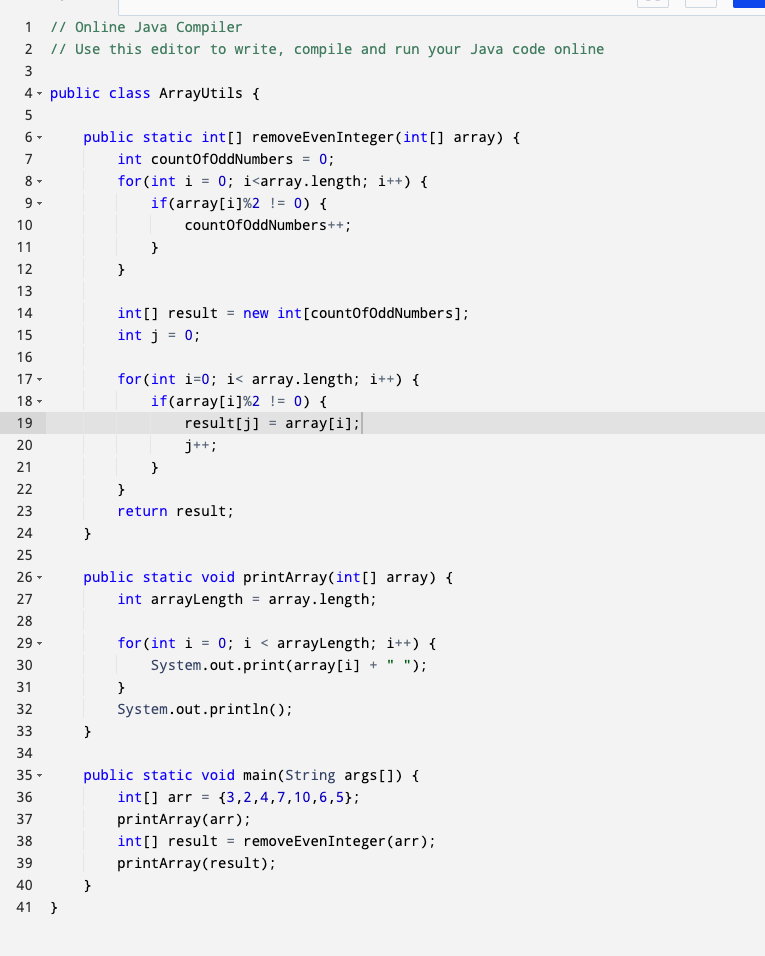 1 // Online Java Compiler
2 // Use this editor to write, compile and run your Java code online
3
4 public class ArrayUtils {
5
6     public static int[] removeEvenInteger(int[] array) {
7         int countOfOddNumbers = 0;
8         for(int i = 0; i<array.length; i++) {
9             if(array[i]%2 != 0) {
10                 countOfOddNumbers++;
11             }
12         }
13
14         int[] result = new int[countOfOddNumbers];
15         int j = 0;
16
17         for(int i=0; i< array.length; i++) {
18             if(array[i]%2 != 0) {
19                 result[j] = array[i];
20                 j++;
21             }
22         }
23         return result;
24     }
25
26     public static void printArray(int[] array) {
27         int arrayLength = array.length;
28
29         for(int i = 0; i < arrayLength; i++) {
30             System.out.print(array[i] + " ");
31         }
32         System.out.println();
33     }
34
35     public static void main(String args[]) {
36         int[] arr = {3,2,4,7,10,6,5};
37         printArray(arr);
38         int[] result = removeEvenInteger(arr);
39         printArray(result);
40     }
41 }